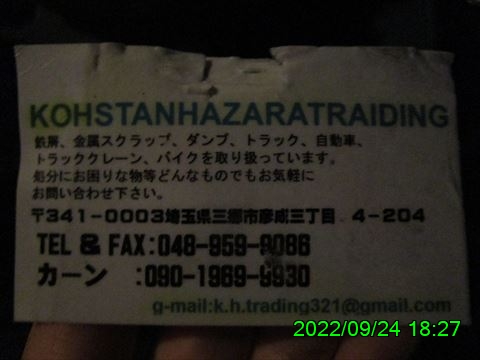 KOHSTANHAZARATRAIDING
鉄屑、金属スクラップ、ダンプ、トラック、自動車、
トラッククレーン、バイクを取り扱っています。
処分にお困りな物等どんなものでもお気軽に
お問い合わせ下さい。
〒341-0003埼玉県三郷市彦成三丁目 4-204
TEL & FAX:048-959-9086
カーン :090-1969-9930
g-mail:k.h.trading321@gmail.com
2022/09/24 18:27